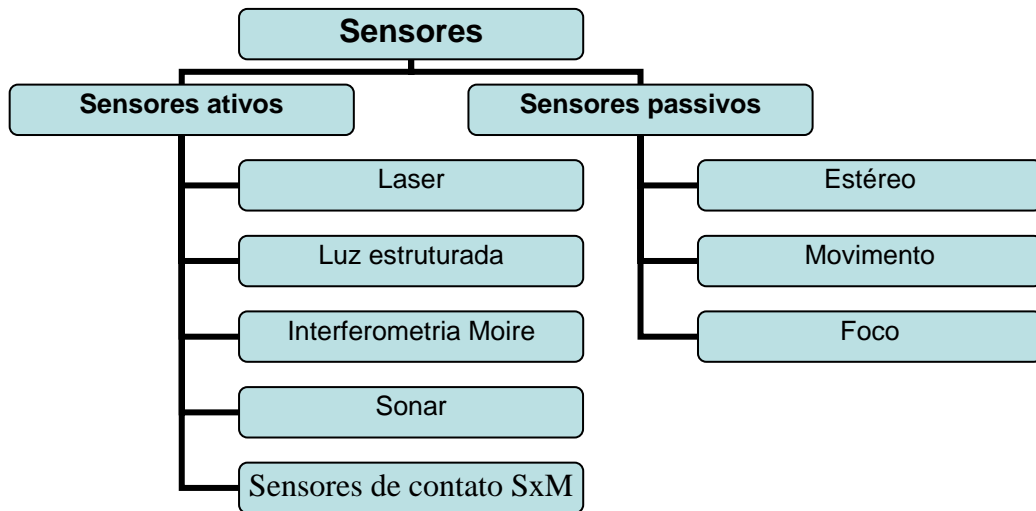 Sensores
Sensores ativos
Sensores passivos
Laser
Luz estruturada
Interferometria Moire
Sonar
Sensores de contato SxM
Estéreo
Movimento
Foco